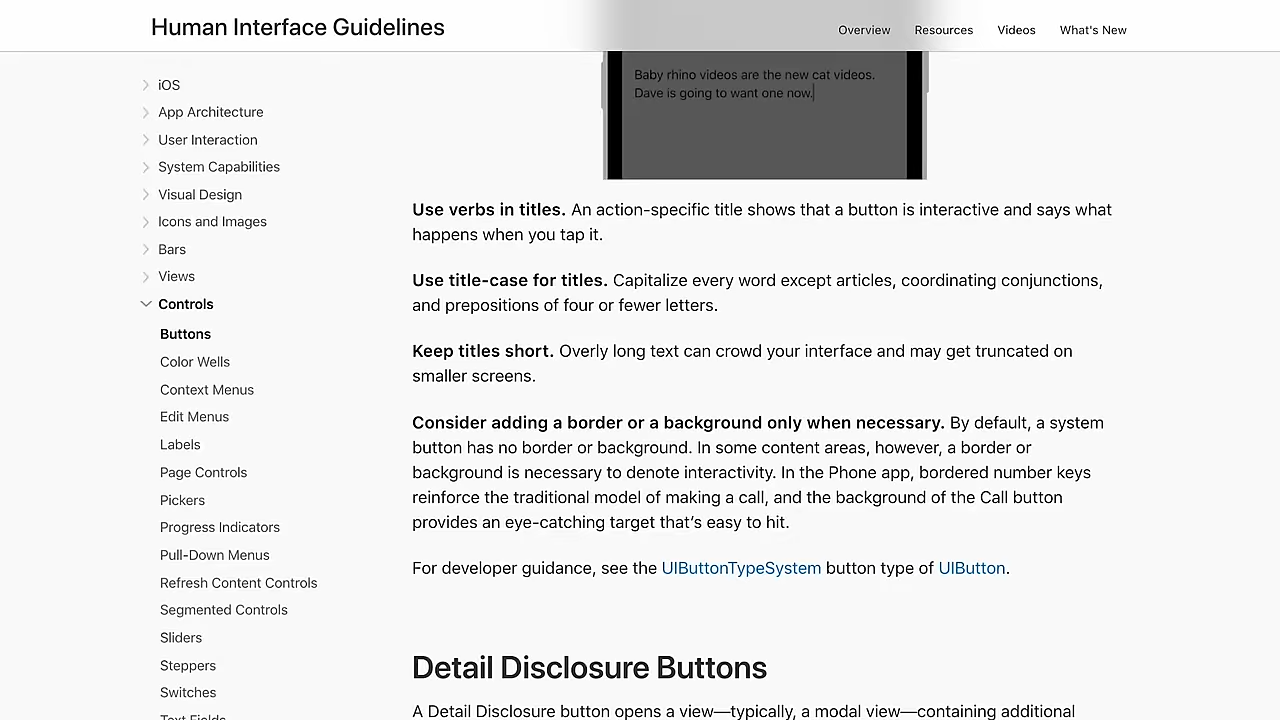 Human Interface Guidelines
Overview
Resources
Videos
What's New
iOS
App Architecture
User Interaction
System Capabilities
Visual Design
Icons and Images
Bars
Views
Controls
Buttons
Color Wells
Context Menus
Edit Menus
Labels
Page Controls
Pickers
Progress Indicators
Pull-Down Menus
Refresh Content Controls
Segmented Controls
Sliders
Steppers
Switches
Text Fields
Baby rhino videos are the new cat videos.
Dave is going to want one now.
Use verbs in titles. An action-specific title shows that a button is interactive and says what
happens when you tap it.
Use title-case for titles. Capitalize every word except articles, coordinating conjunctions,
and prepositions of four or fewer letters.
Keep titles short. Overly long text can crowd your interface and may get truncated on
smaller screens.
Consider adding a border or a background only when necessary. By default, a system
button has no border or background. In some content areas, however, a border or
background is necessary to denote interactivity. In the Phone app, bordered number keys
reinforce the traditional model of making a call, and the background of the Call button
provides an eye-catching target that's easy to hit.
For developer guidance, see the UIButtonTypeSystem button type of UIButton.
Detail Disclosure Buttons
A Detail Disclosure button opens a view—typically, a modal view—containing additional